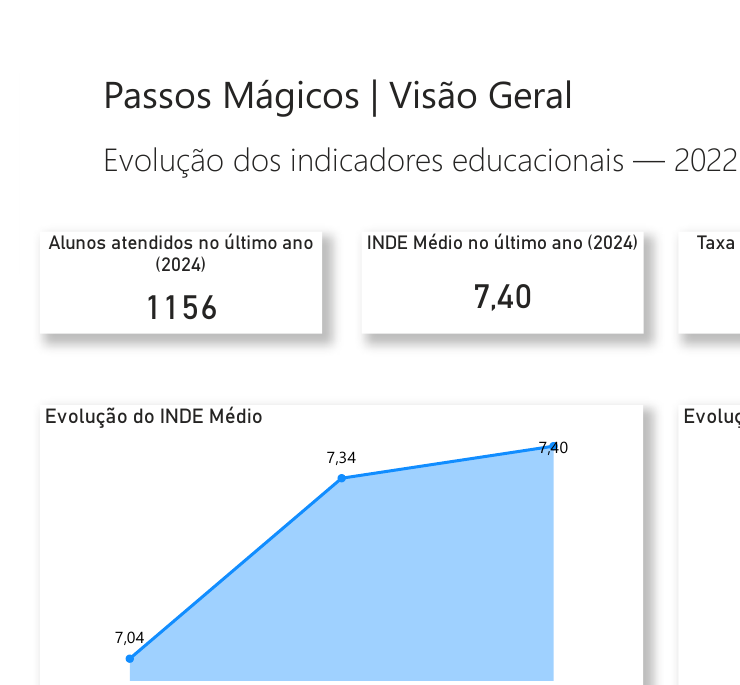 Passos Mágicos | Visão Geral
Evolução dos indicadores educacionais — 2022
Alunos atendidos no último ano
(2024)
1156
INDE Médio no último ano (2024)
7,40
Taxa
Evolução do INDE Médio
7,04
7,34
7,40